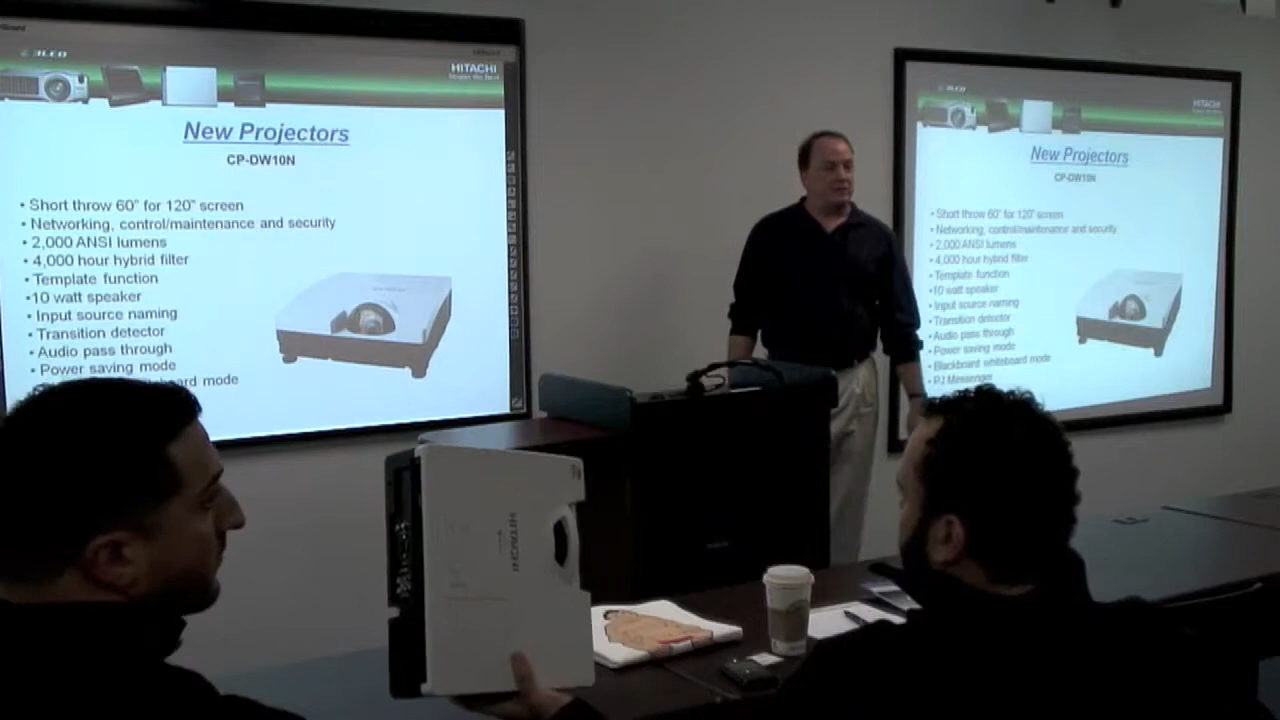 HITACHI
New Projectors
CP-DW10N
• Short throw 60" for 120" screen
• Networking, control/maintenance and security
• 2,000 ANSI lumens
• 4,000 hour hybrid filter
• Template function
•10 watt speaker
• Input source naming
• Transition detector
• Audio pass through
• Power saving mode
mode
HITACHI
New Projectors
CP-DW10N
• Short throw 60" for 120" screen
• Networking, control/maintenance and security
• 2,000 ANSI lumens
• 4,000 hour hybrid filter
• Template function
•10 watt speaker
• Input source naming
• Transition detector
• Audio pass through
• Power saving mode
• Blackboard whiteboard mode
• PJ Messenger
HITACHI